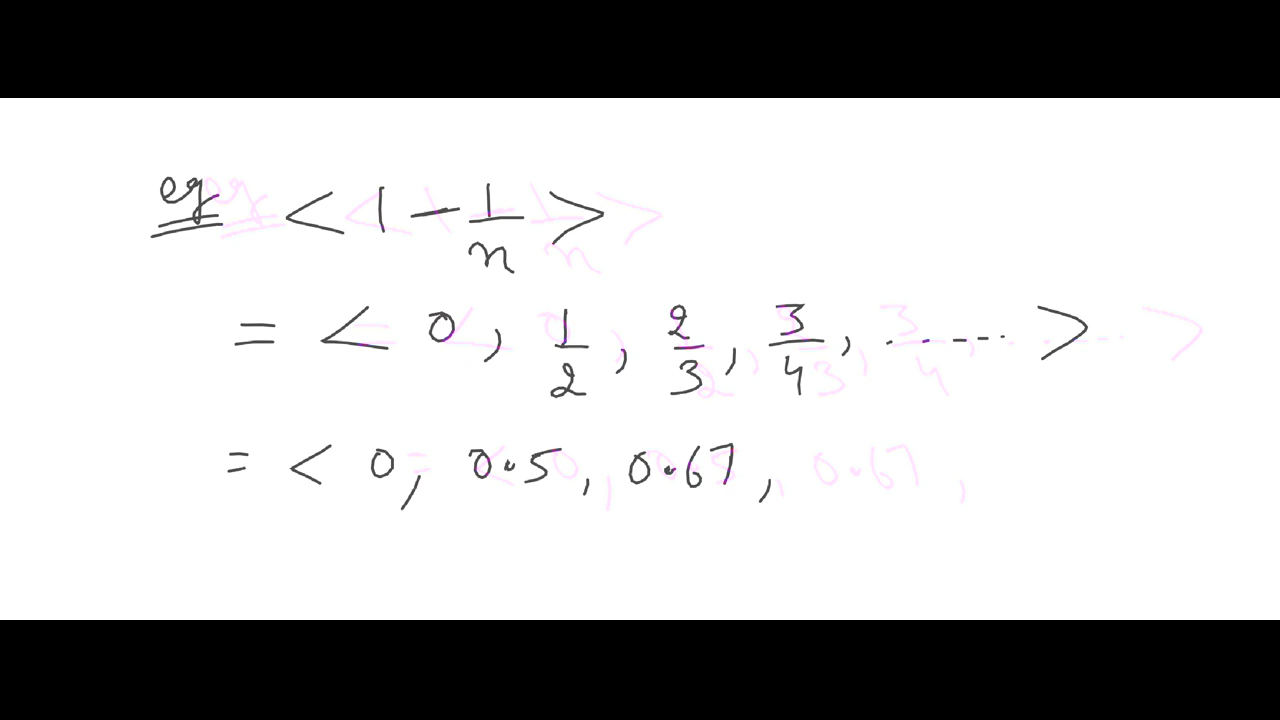 eg < 1 - 1/n >
= < 0, 1/2, 2/3, 3/4, ........ >
= < 0, 0.5, 0.67,